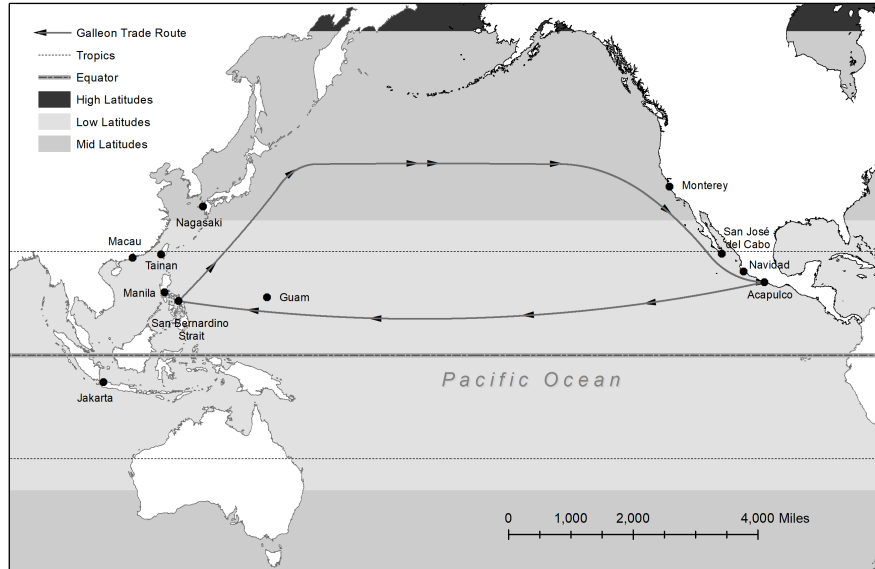 Galleon Trade Route
Tropics
Equator
High Latitudes
Low Latitudes
Mid Latitudes
Monterey
Nagasaki
San José
del Cabo
Macau
Tainan
Navidad
Manila
Guam
Acapulco
San Bernardino
Strait
Pacific Ocean
Jakarta
0 1,000 2,000 4,000 Miles